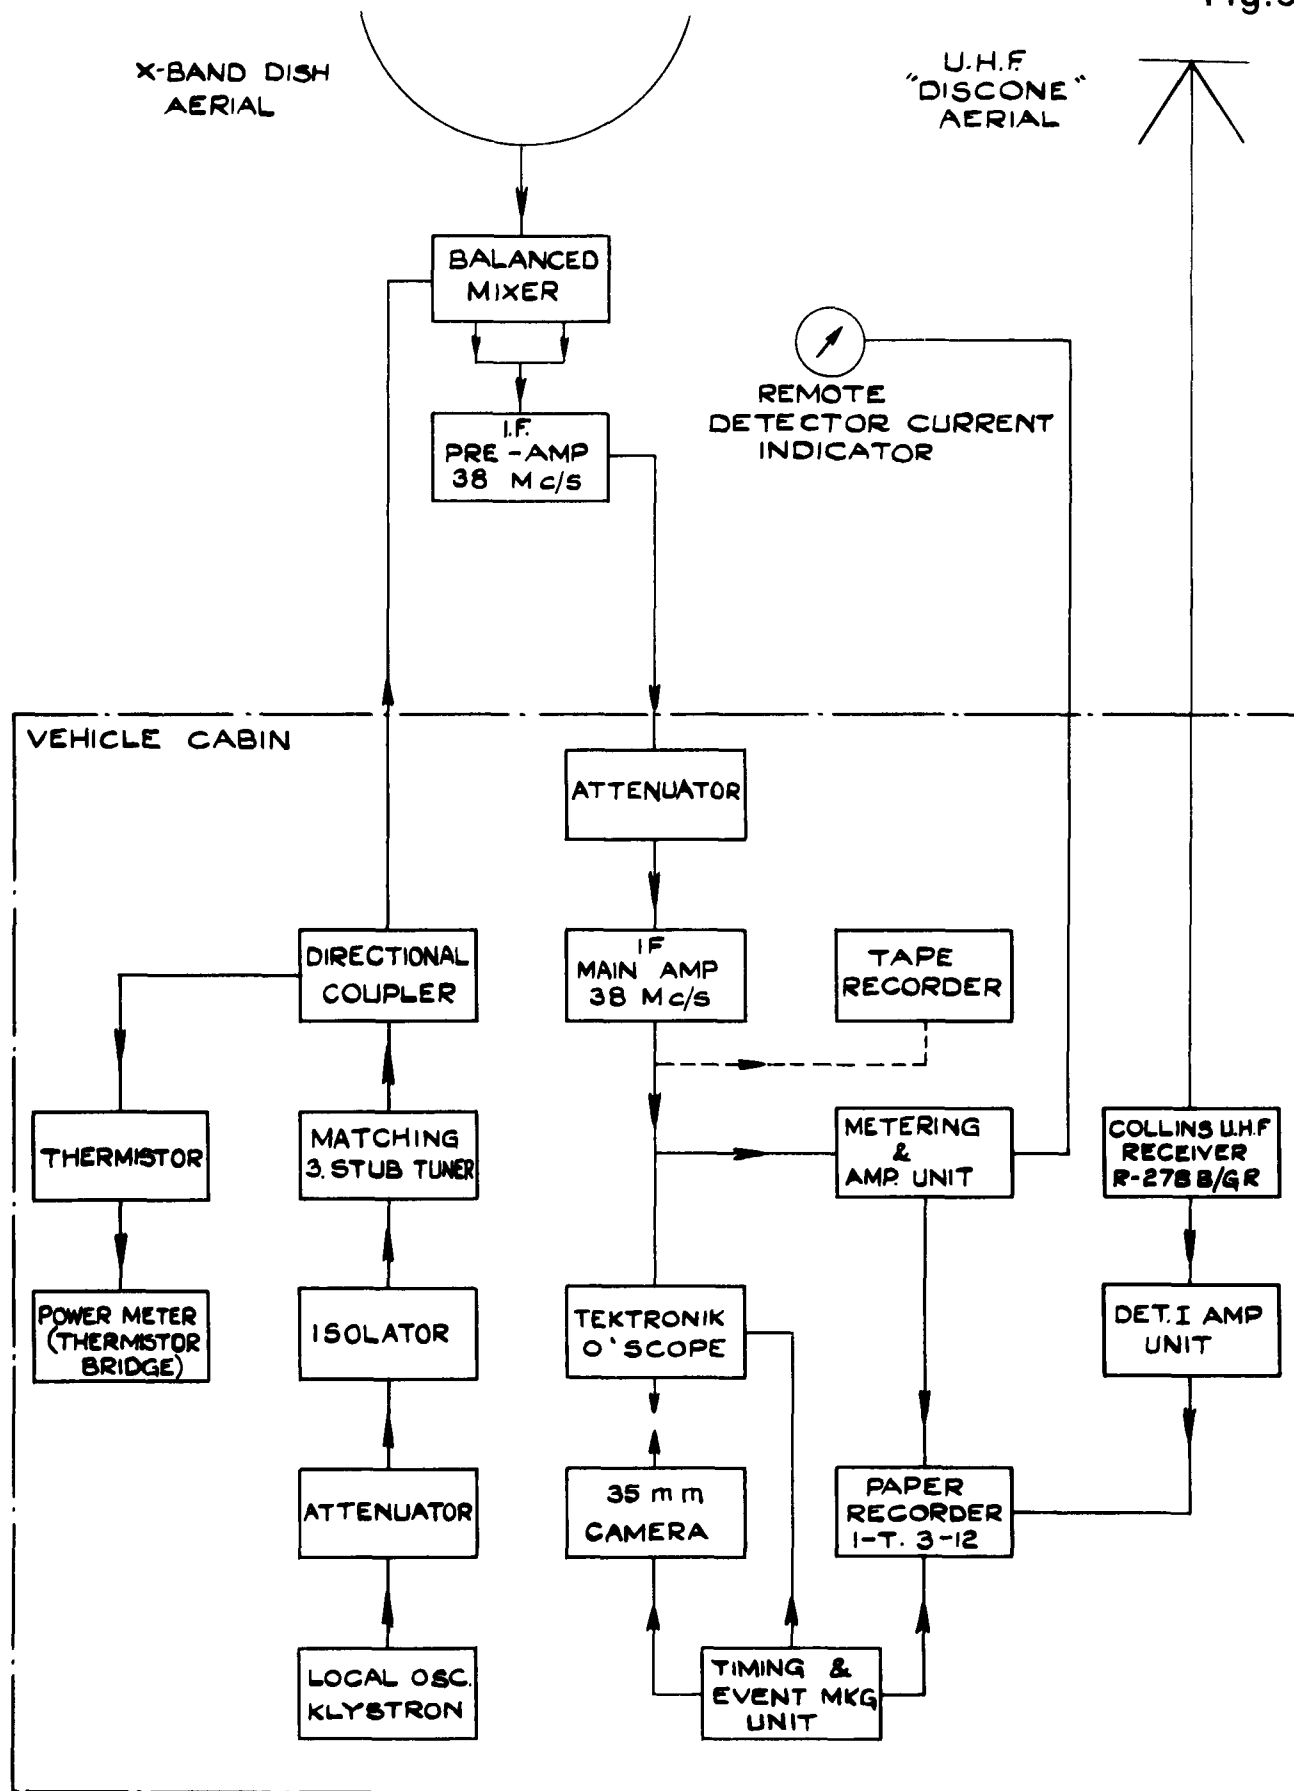 Fig.
X-BAND DISH
AERIAL
U.H.F.
"DISCONE"
AERIAL
BALANCED
MIXER
I.F.
PRE-AMP
38 Mc/s
REMOTE
DETECTOR CURRENT
INDICATOR
VEHICLE CABIN
ATTENUATOR
DIRECTIONAL
COUPLER
IF
MAIN AMP
38 Mc/s
TAPE
RECORDER
THERMISTOR
MATCHING
3. STUB TUNER
METERING
&
AMP. UNIT
COLLINS U.H.F
RECEIVER
R-278B/GR
POWER METER
(THERMISTOR
BRIDGE)
ISOLATOR
TEKTRONIK
O'SCOPE
DET. I AMP
UNIT
ATTENUATOR
35 mm
CAMERA
PAPER
RECORDER
1-T. 3-12
LOCAL OSC.
KLYSTRON
TIMING &
EVENT MKG
UNIT